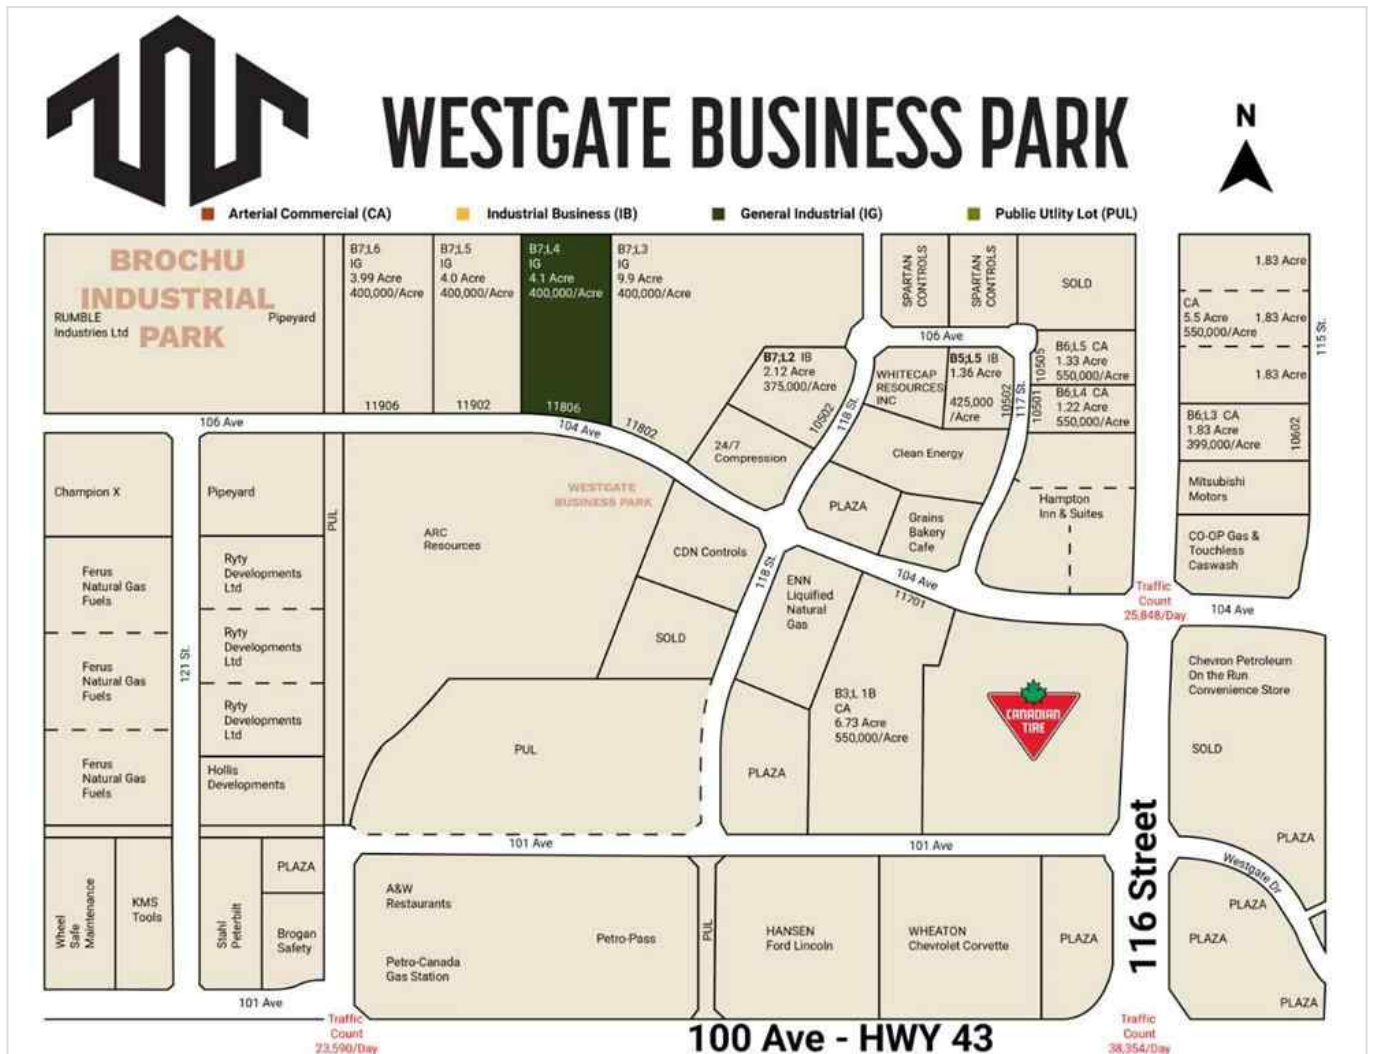 WESTGATE BUSINESS PARK
N
Arterial Commercial (CA)
Industrial Business (IB)
General Industrial (IG)
Public Utlity Lot (PUL)
BROCHU
INDUSTRIAL
PARK
RUMBLE
Industries Ltd
Pipeyard
B7;L6
IG
3.99 Acre
400,000/Acre
11906
B7;L5
IG
4.0 Acre
400,000/Acre
11902
B7;L4
IG
4.1 Acre
400,000/Acre
11806
B7;L3
IG
9.9 Acre
400,000/Acre
11802
SPARTAN
CONTROLS
SPARTAN
CONTROLS
SOLD
1.83 Acre
CA
5.5 Acre
550,000/Acre
1.83 Acre
1.83 Acre
115 St.
106 Ave
B7;L2 IB
2.12 Acre
375,000/Acre
10502
118 St.
WHITECAP
RESOURCES
INC
B5;L5 IB
1.36 Acre
425,000
/Acre
10502
117 St.
10505
B6;L5 CA
1.33 Acre
550,000/Acre
10501
B6;L4 CA
1.22 Acre
550,000/Acre
B6;L3 CA
1.83 Acre
399,000/Acre
10602
106 Ave
104 Ave
24/7
Compression
Clean Energy
Champion X
Pipeyard
PUL
WESTGATE
BUSINESS PARK
PLAZA
Grains
Bakery
Cafe
Hampton
Inn & Suites
Mitsubishi
Motors
CO-OP Gas &
Touchless
Caswash
ARC
Resources
CDN Controls
118 St.
ENN
Liquified
Natural
Gas
104 Ave
11701
Traffic
Count
25,848/Day
104 Ave
Ferus
Natural Gas
Fuels
Ryty
Developments
Ltd
Ferus
Natural Gas
Fuels
121 St.
Ryty
Developments
Ltd
SOLD
Chevron Petroleum
On the Run
Convenience Store
Ryty
Developments
Ltd
B3;L 1B
CA
6.73 Acre
550,000/Acre
CANADIAN
TIRE
SOLD
Ferus
Natural Gas
Fuels
Hollis
Developments
PUL
PLAZA
PLAZA
101 Ave
101 Ave
116 Street
Westgate Dr
Wheel
Safe
Maintenance
KMS
Tools
Stahl
Peterbilt
PLAZA
Brogan
Safety
A&W
Restaurants
Petro-Canada
Gas Station
Petro-Pass
PUL
HANSEN
Ford Lincoln
WHEATON
Chevrolet Corvette
PLAZA
PLAZA
PLAZA
PLAZA
101 Ave
Traffic
Count
23,590/Day
100 Ave - HWY 43
Traffic
Count
38,354/Day